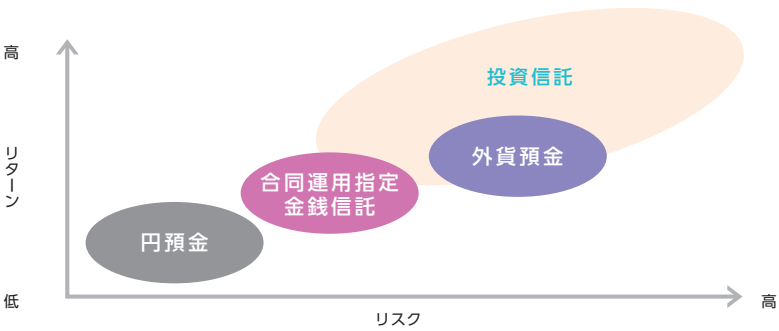 高
投資信託
リターン
外貨預金
合同運用指定
金銭信託
円預金
低
高
リスク